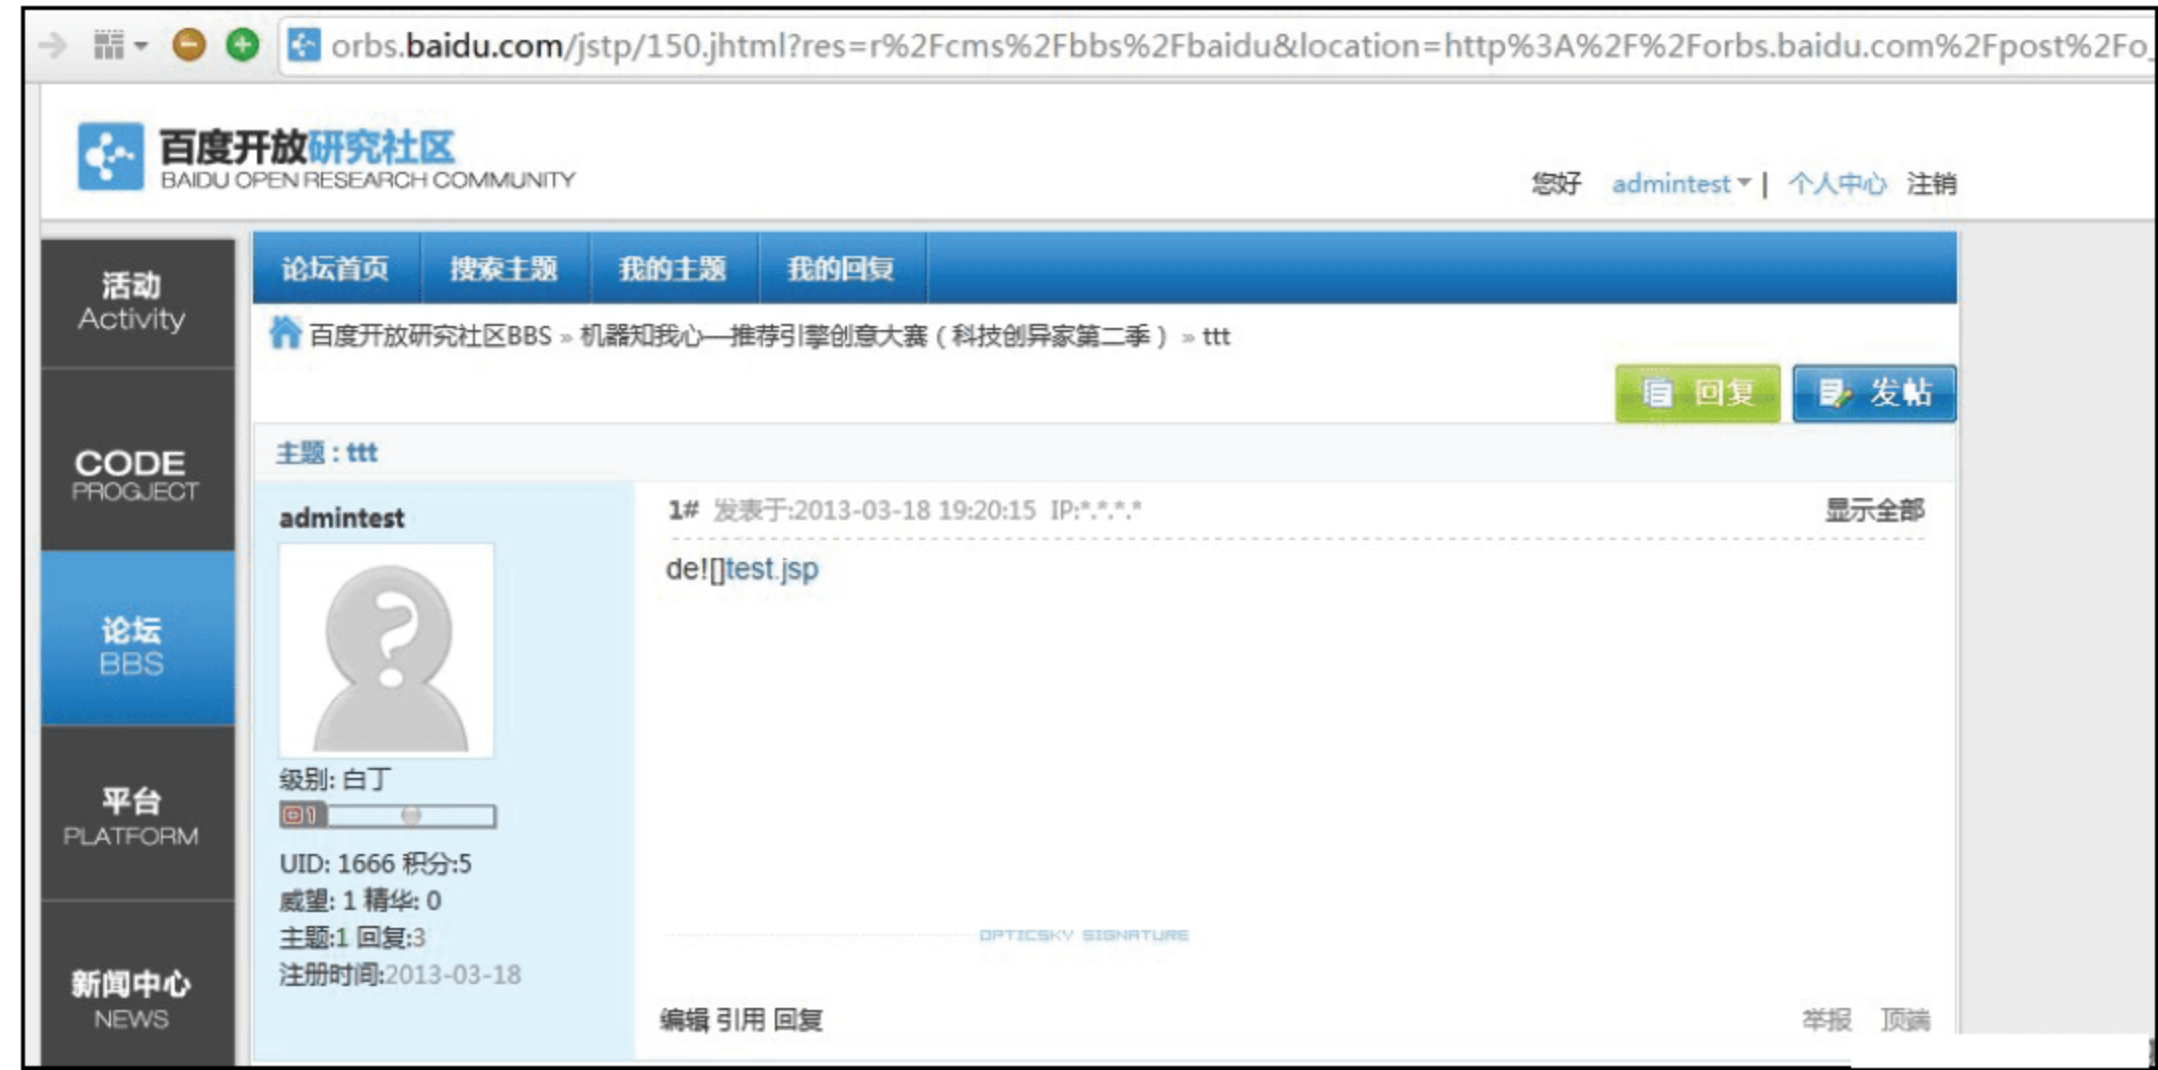 orbs.baidu.com/jstp/150.jhtml?res=r%2Fcms%2Fbbs%2Fbaidu&location=http%3A%2F%2Forbs.baidu.com%2Fpost%2Fo_
百度开放研究社区
BAIDU OPEN RESEARCH COMMUNITY
您好 admintest | 个人中心 注销
活动
Activity
CODE
PROGJECT
论坛
BBS
平台
PLATFORM
新闻中心
NEWS
论坛首页 搜索主题 我的主题 我的回复
百度开放研究社区BBS » 机器知我心—推荐引擎创意大赛（科技创异家第二季） » ttt
回复 发帖
主题：ttt
admintest
级别: 白丁
1
UID: 1666 积分:5
威望: 1 精华: 0
主题:1 回复:3
注册时间:2013-03-18
1# 发表于:2013-03-18 19:20:15 IP:*.*.*.* 显示全部
de![]test.jsp
OPTICSKY SIGNATURE
编辑 引用 回复 举报 顶端